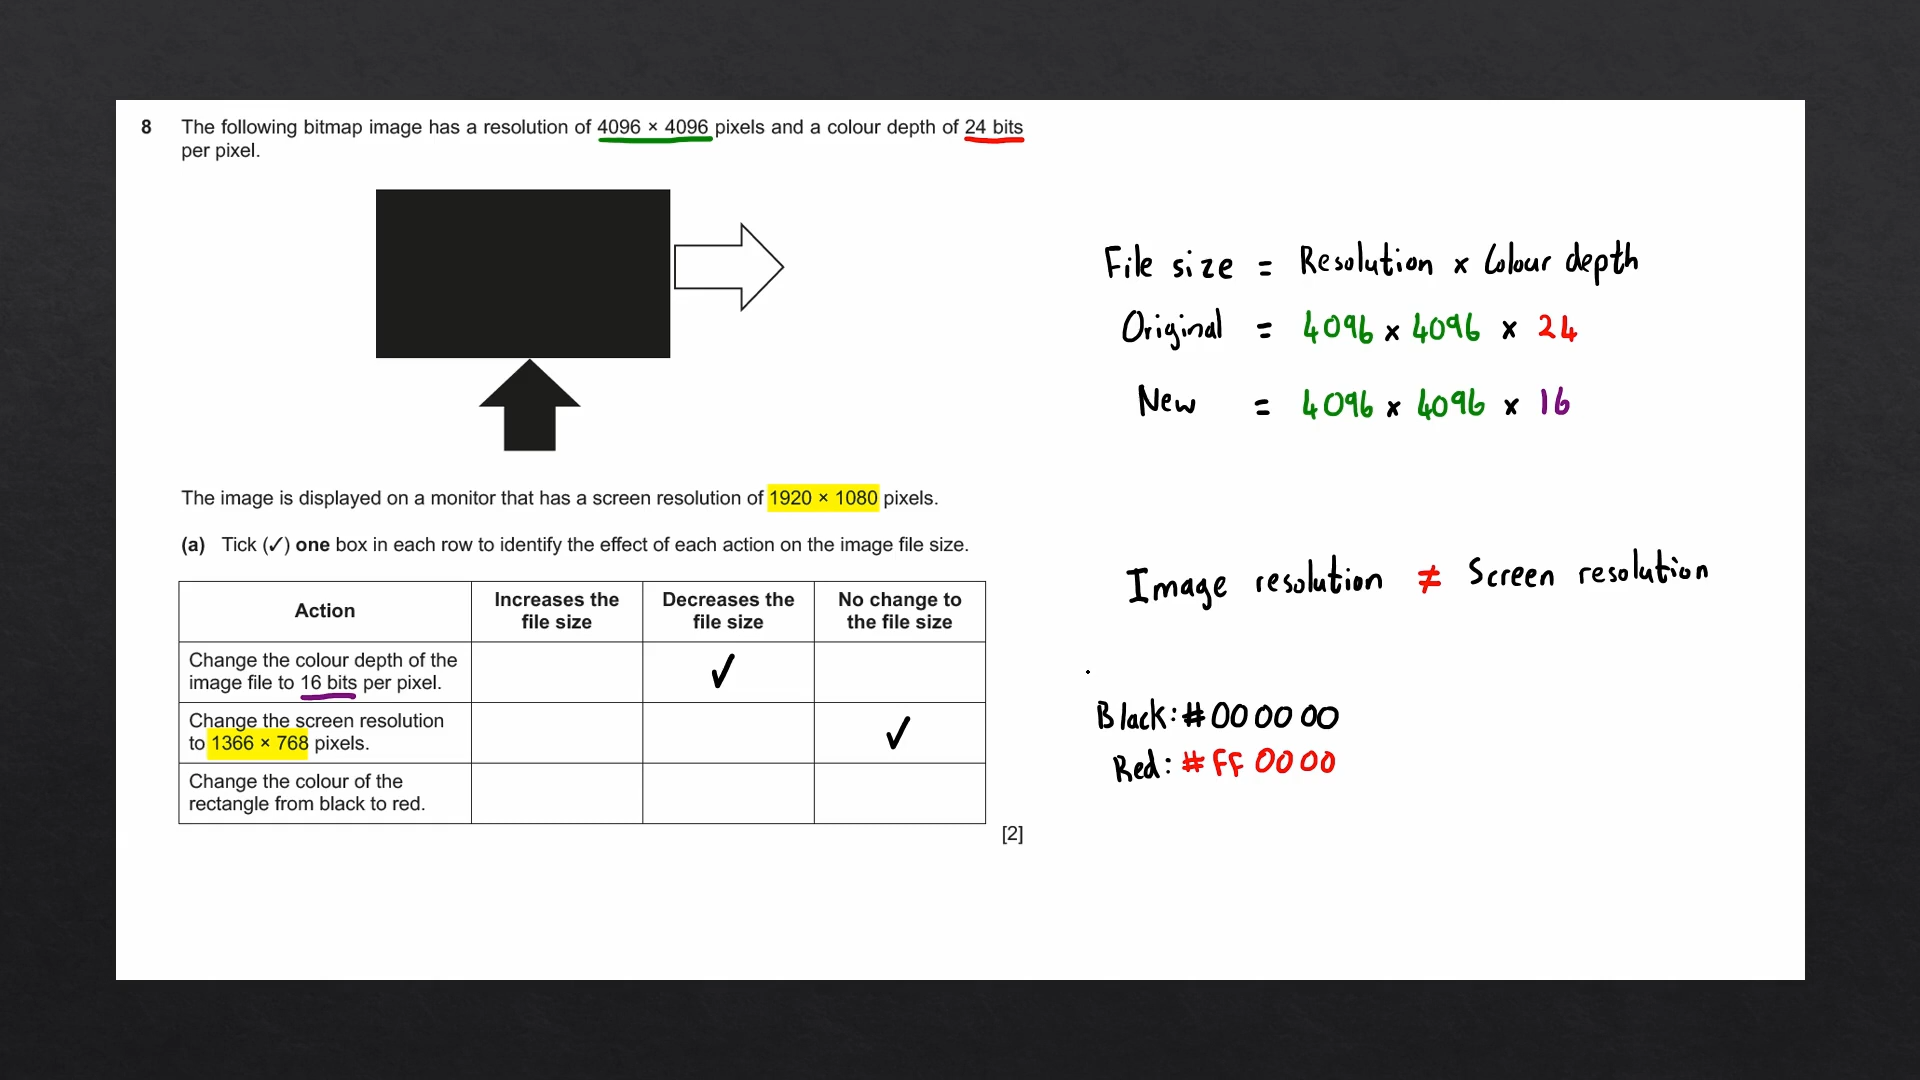 8 The following bitmap image has a resolution of 4096 × 4096 pixels and a colour depth of 24 bits
per pixel.
File size = Resolution x Colour depth
Original = 4096 x 4096 x 24
New = 4096 x 4096 x 16
The image is displayed on a monitor that has a screen resolution of 1920 × 1080 pixels.
(a) Tick (✓) one box in each row to identify the effect of each action on the image file size.
Image resolution ≠ Screen resolution
Action
Increases the
file size
Decreases the
file size
No change to
the file size
Change the colour depth of the
image file to 16 bits per pixel.
✓
Change the screen resolution
to 1366 × 768 pixels.
✓
Change the colour of the
rectangle from black to red.
[2]
Black: #00 00 00
Red: #FF 00 00